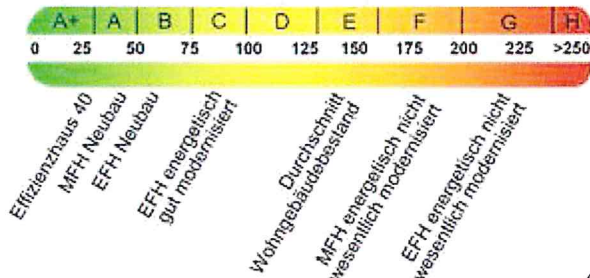 A+ A B C D E F G H
0 25 50 75 100 125 150 175 200 225 >250
Effizienzhaus 40
MFH Neubau
EFH Neubau
EFH energetisch
gut modernisiert
Durchschnitt
Wohngebäudebestand
MFH energetisch nicht
wesentlich modernisiert
EFH energetisch nicht
wesentlich modernisiert